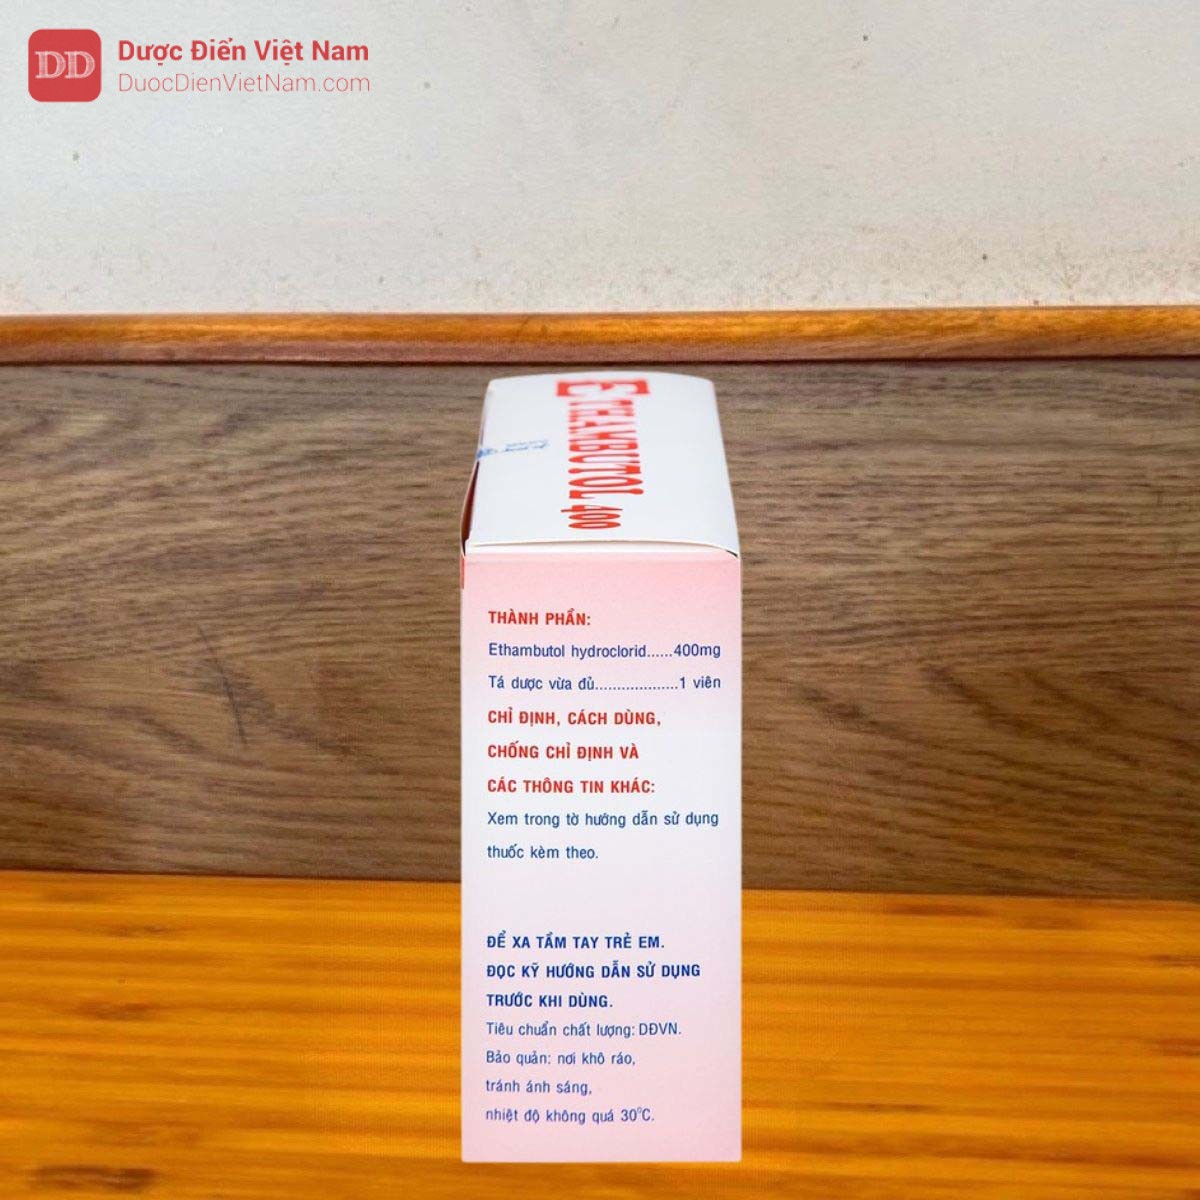 DD
Dược Điển Việt Nam
DuocDienVietNam.com
ETHAMBUTOL 400
THÀNH PHẦN:
Ethambutol hydroclorid......400mg
Tá dược vừa đủ...................1 viên
CHỈ ĐỊNH, CÁCH DÙNG,
CHỐNG CHỈ ĐỊNH VÀ
CÁC THÔNG TIN KHÁC:
Xem trong tờ hướng dẫn sử dụng
thuốc kèm theo.
ĐỂ XA TẦM TAY TRẺ EM.
ĐỌC KỸ HƯỚNG DẪN SỬ DỤNG
TRƯỚC KHI DÙNG.
Tiêu chuẩn chất lượng: DĐVN.
Bảo quản: nơi khô ráo,
tránh ánh sáng,
nhiệt độ không quá 30°C.